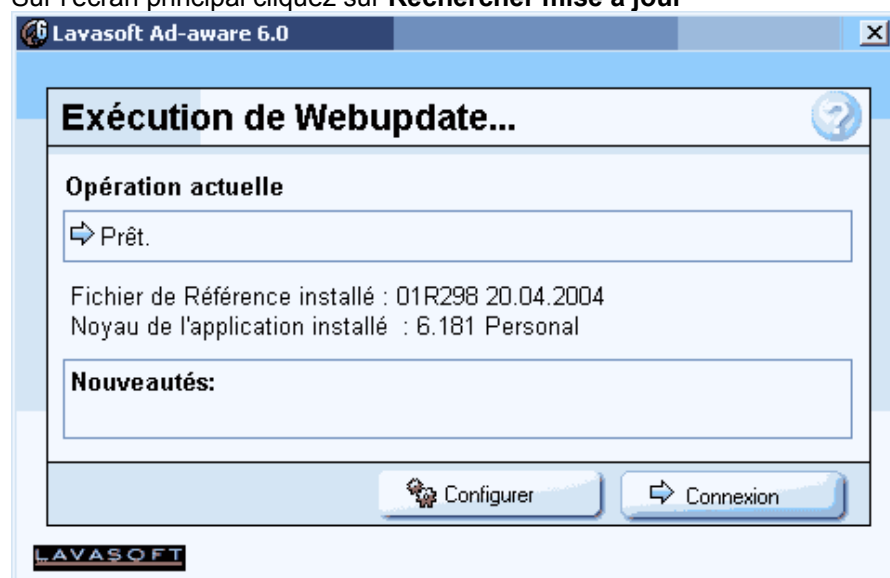 Sur l'écran principal cliquez sur Rechercher mise à jour
Lavasoft Ad-aware 6.0
Exécution de Webupdate...
Opération actuelle
Prêt.
Fichier de Référence installé : 01R298 20.04.2004
Noyau de l'application installé : 6.181 Personal
Nouveautés:
Configurer
Connexion
LAVASOFT